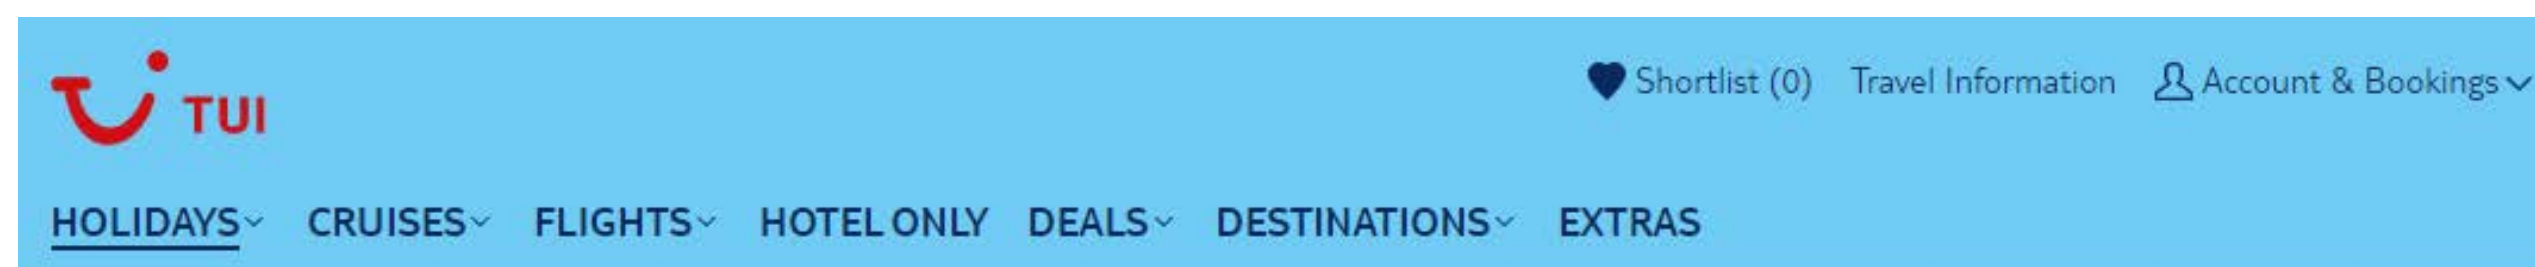 Shortlist (0) Travel Information Account & Bookings
TUI
HOLIDAYS CRUISES FLIGHTS HOTEL ONLY DEALS DESTINATIONS EXTRAS